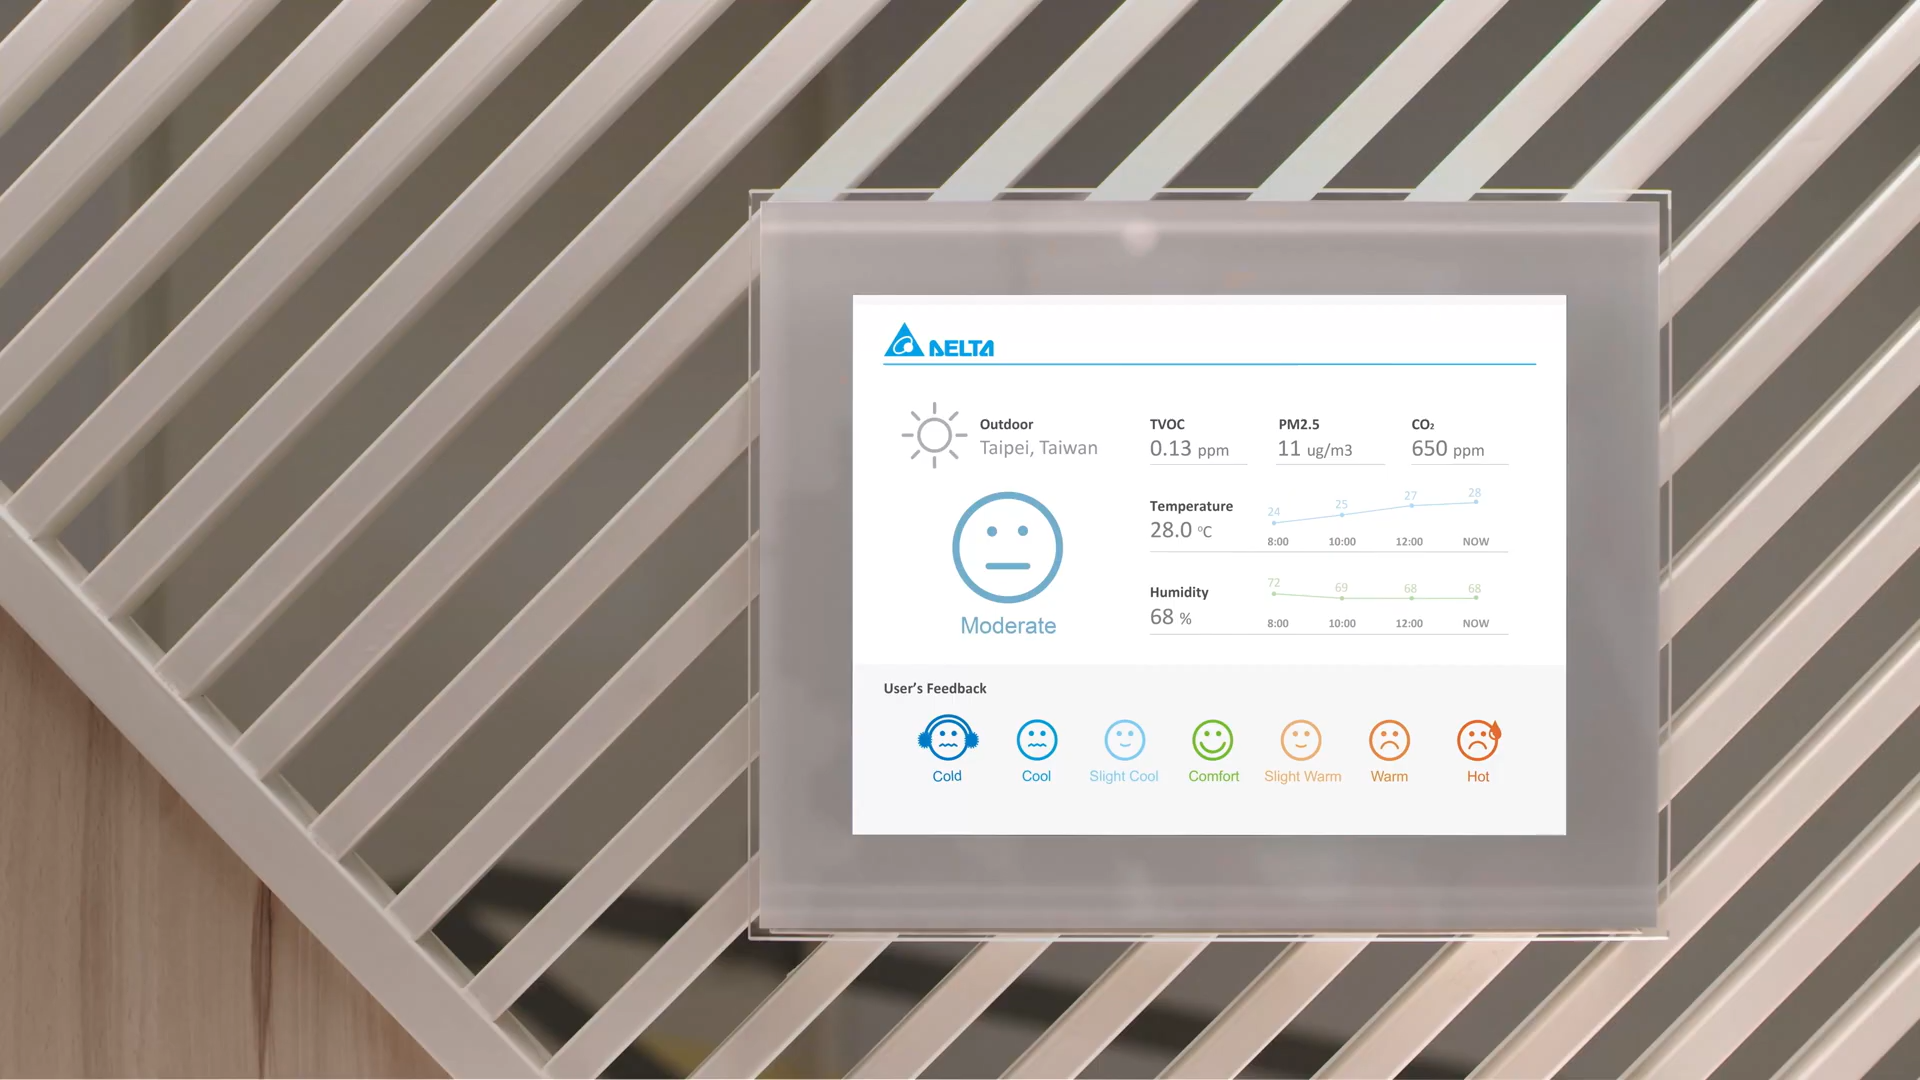 DELTA
Outdoor
Taipei, Taiwan
TVOC
0.13 ppm
PM2.5
11 ug/m3
CO₂
650 ppm
Moderate
Temperature
28.0 °C
24 25 27 28
8:00 10:00 12:00 NOW
Humidity
68 %
72 69 68 68
8:00 10:00 12:00 NOW
User's Feedback
Cold Cool Slight Cool Comfort Slight Warm Warm Hot